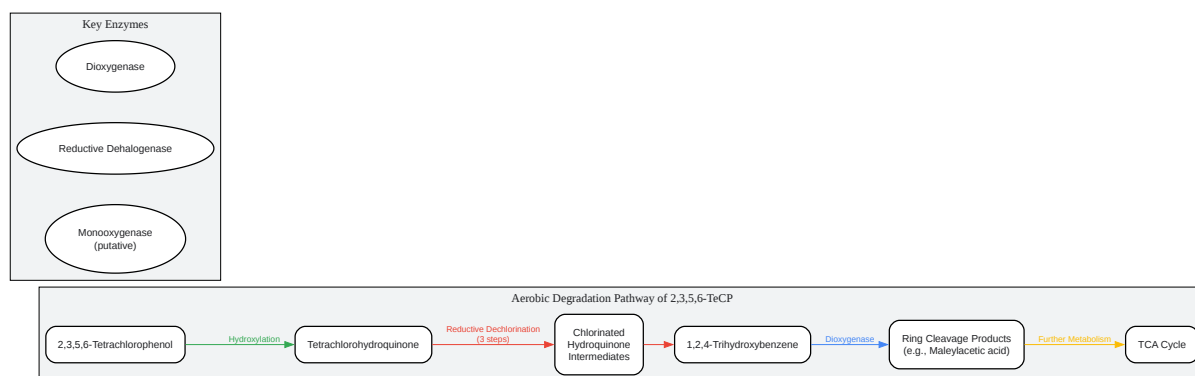 Key Enzymes
Dioxygenase
Reductive Dehalogenase
Monooxygenase
(putative)
Aerobic Degradation Pathway of 2,3,5,6-TeCP
2,3,5,6-Tetrachlorophenol
Hydroxylation
Tetrachlorohydroquinone
Reductive Dechlorination
(3 steps)
Chlorinated
Hydroquinone
Intermediates
1,2,4-Trihydroxybenzene
Dioxygenase
Ring Cleavage Products
(e.g., Maleylacetic acid)
Further Metabolism
TCA Cycle